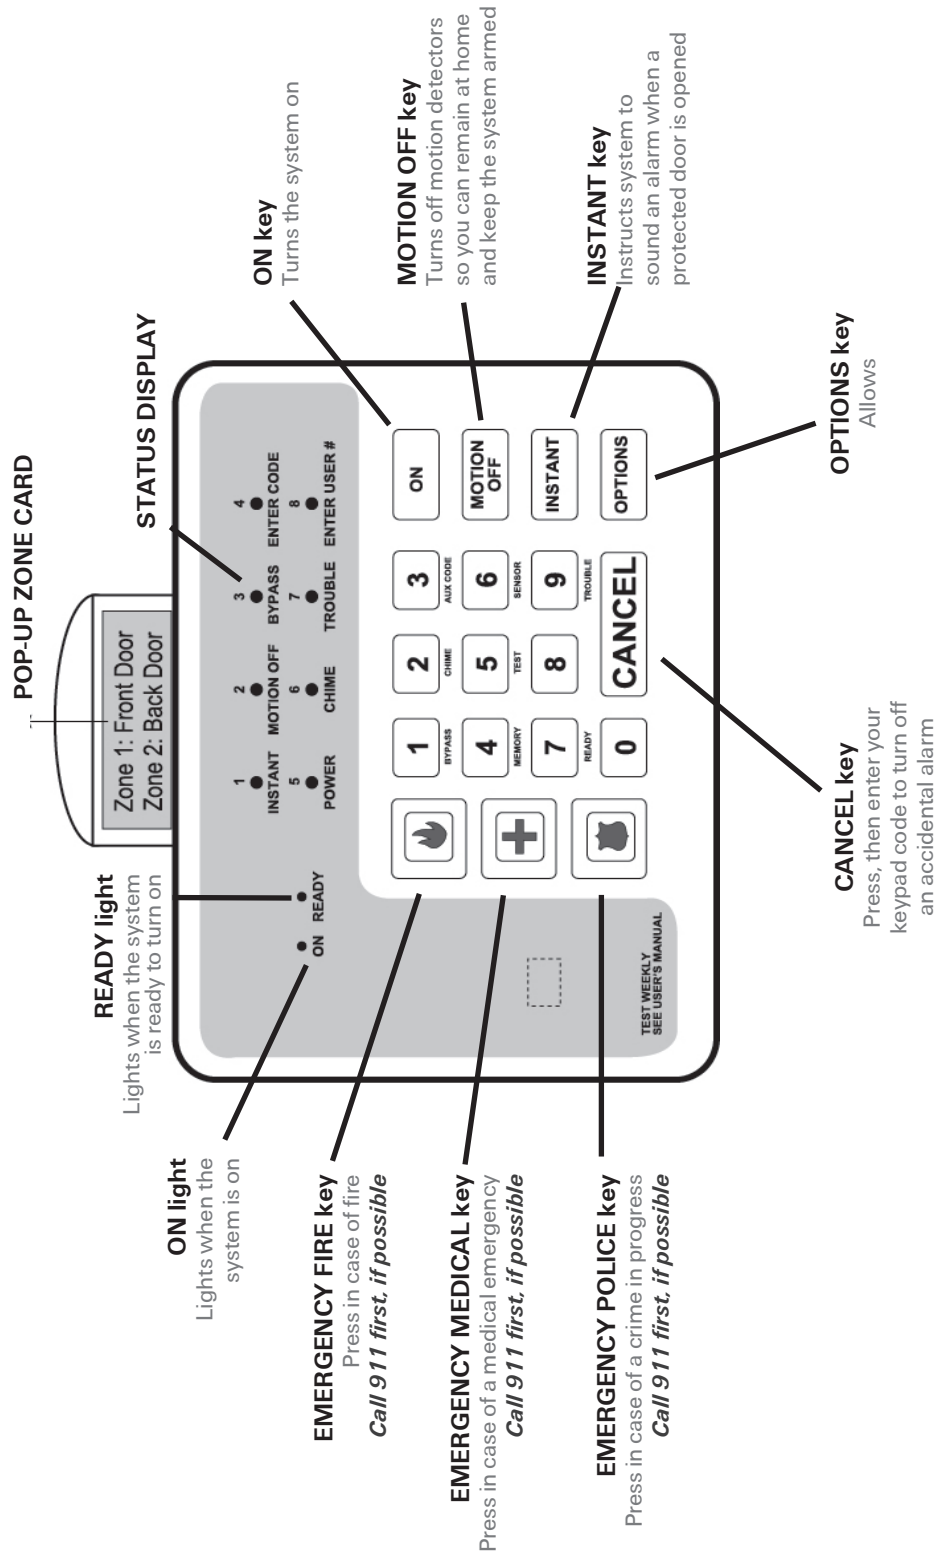 POP-UP ZONE CARD
Zone 1: Front Door
Zone 2: Back Door
STATUS DISPLAY
READY light
Lights when the system
is ready to turn on
ON light
Lights when the
system is on
EMERGENCY FIRE key
Press in case of fire
Call 911 first, if possible
EMERGENCY MEDICAL key
Press in case of a medical emergency
Call 911 first, if possible
EMERGENCY POLICE key
Press in case of a crime in progress
Call 911 first, if possible
ON READY
1 2 3 4
INSTANT MOTION OFF BYPASS ENTER CODE
5 6 7 8
POWER CHIME TROUBLE ENTER USER #
1 2 3 ON
BYPASS CHIME AUX CODE
4 5 6 MOTION
OFF
MEMORY TEST SENSOR
7 8 9 INSTANT
READY TROUBLE
0 CANCEL OPTIONS
TEST WEEKLY
SEE USER'S MANUAL
ON key
Turns the system on
MOTION OFF key
Turns off motion detectors
so you can remain at home
and keep the system armed
INSTANT key
Instructs system to
sound an alarm when a
protected door is opened
OPTIONS key
Allows
CANCEL key
Press, then enter your
keypad code to turn off
an accidental alarm